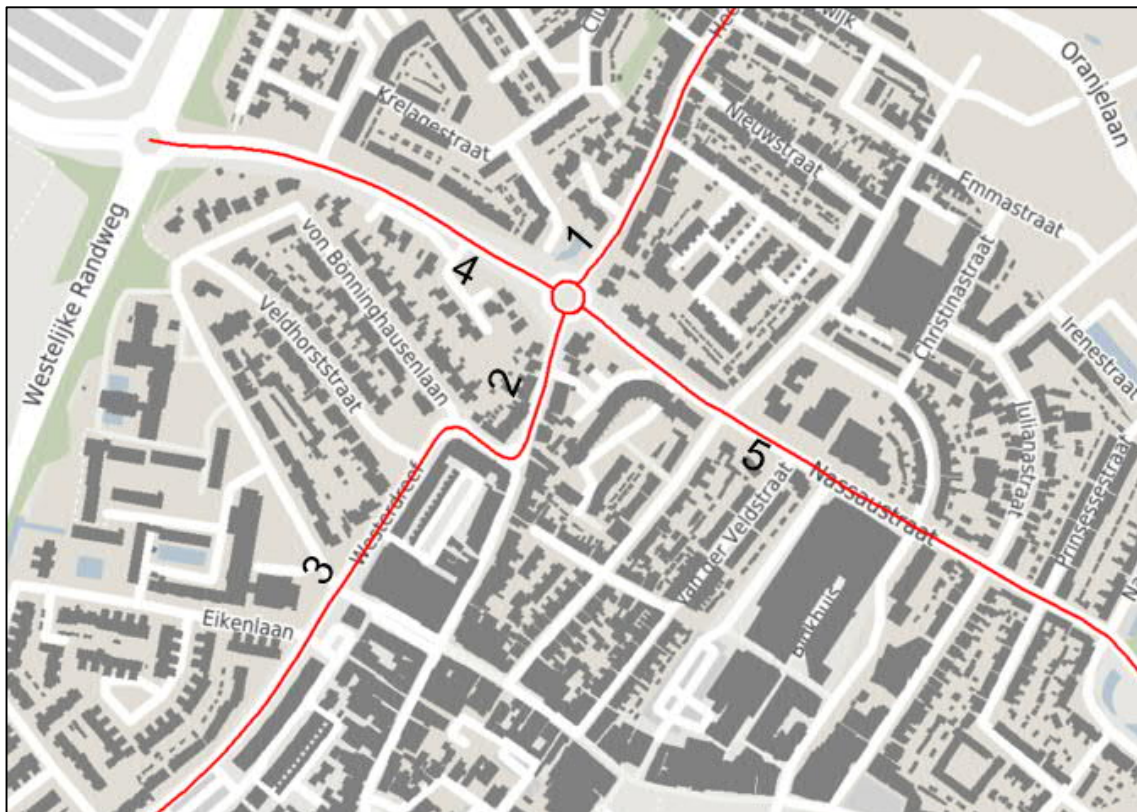 Oranjelaan
Krelagestraat
Nieuwstraat
Emmastraat
Westelijke Randweg
von Bönninghausenlaan
Veldhorststraat
1
4
2
Christinastraat
Irenestraat
Julianastraat
Prinsessestraat
5
Nassaustraat
van der Veldstraat
Westerdreef
3
Eikenlaan
Blokhuis